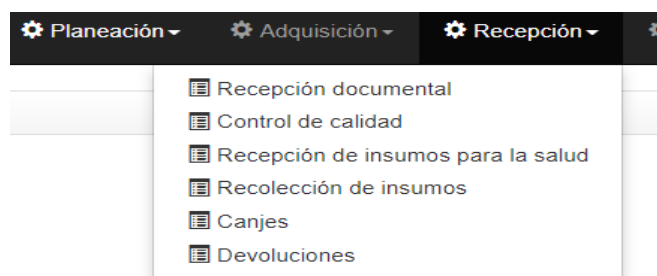 Planeación Adquisición Recepción
Recepción documental
Control de calidad
Recepción de insumos para la salud
Recolección de insumos
Canjes
Devoluciones